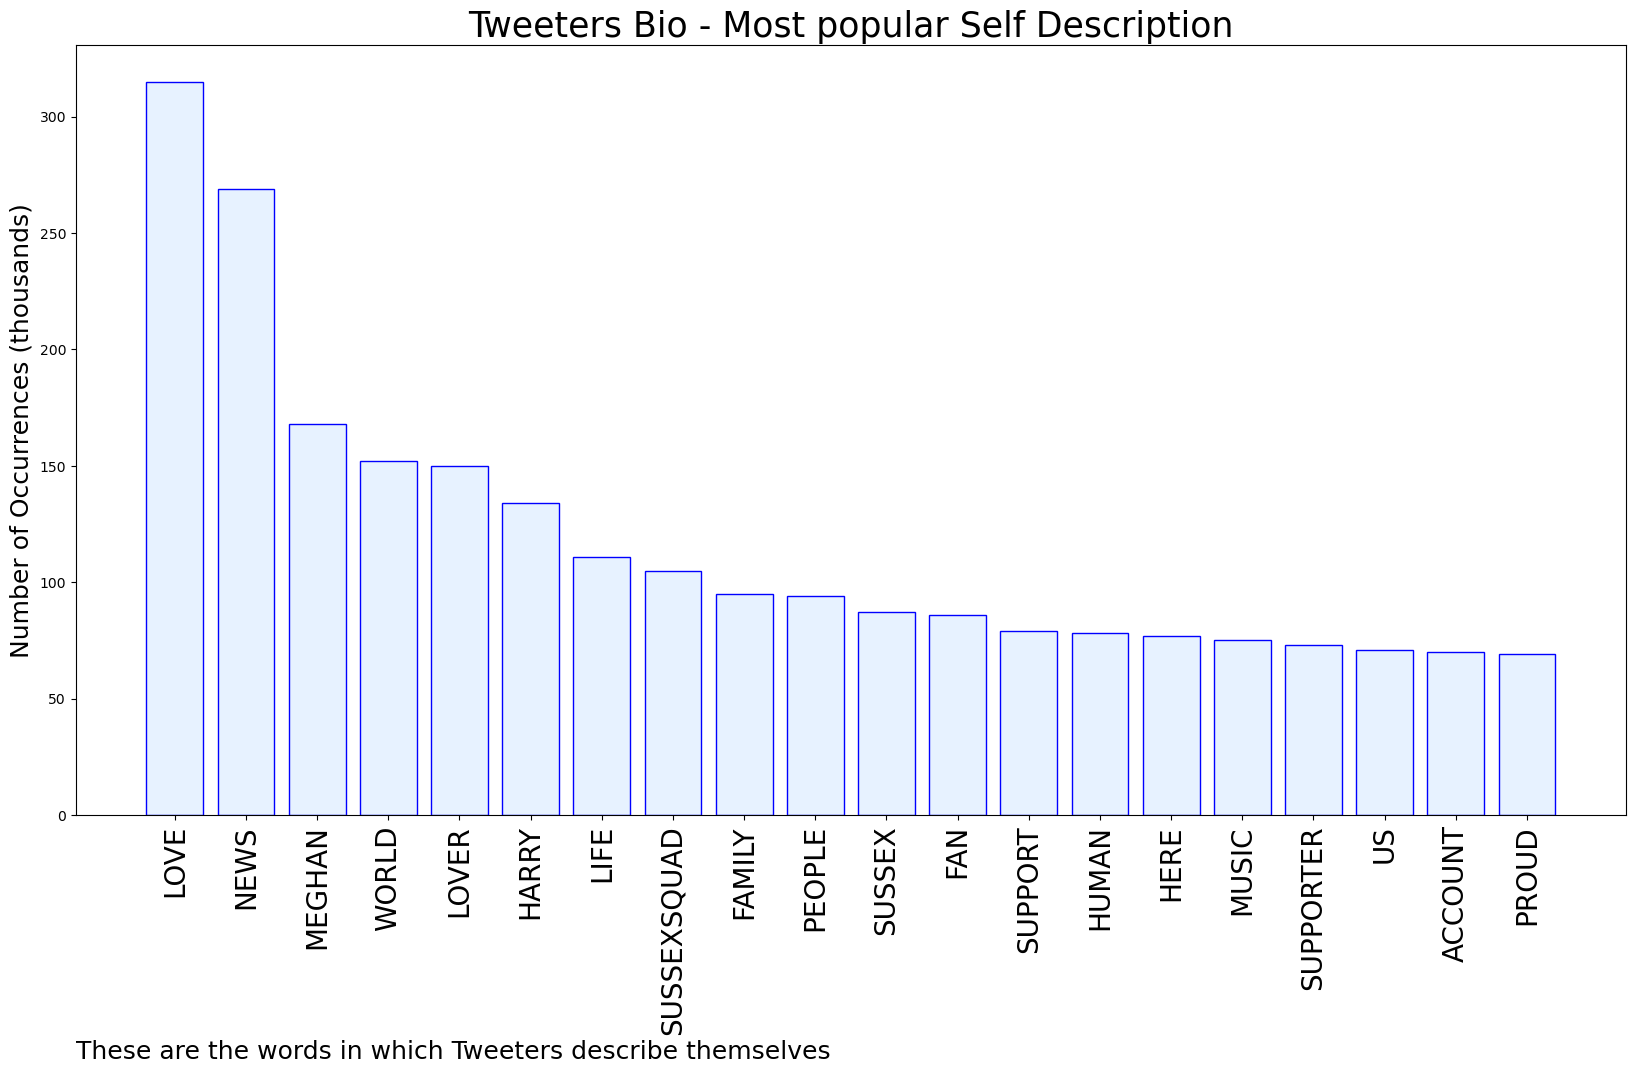 Tweeters Bio - Most popular Self Description
Number of Occurrences (thousands)
300
250
200
150
100
50
0
LOVE
NEWS
MEGHAN
WORLD
LOVER
HARRY
LIFE
SUSSEXSQUAD
FAMILY
PEOPLE
SUSSEX
FAN
SUPPORT
HUMAN
HERE
MUSIC
SUPPORTER
US
ACCOUNT
PROUD
These are the words in which Tweeters describe themselves